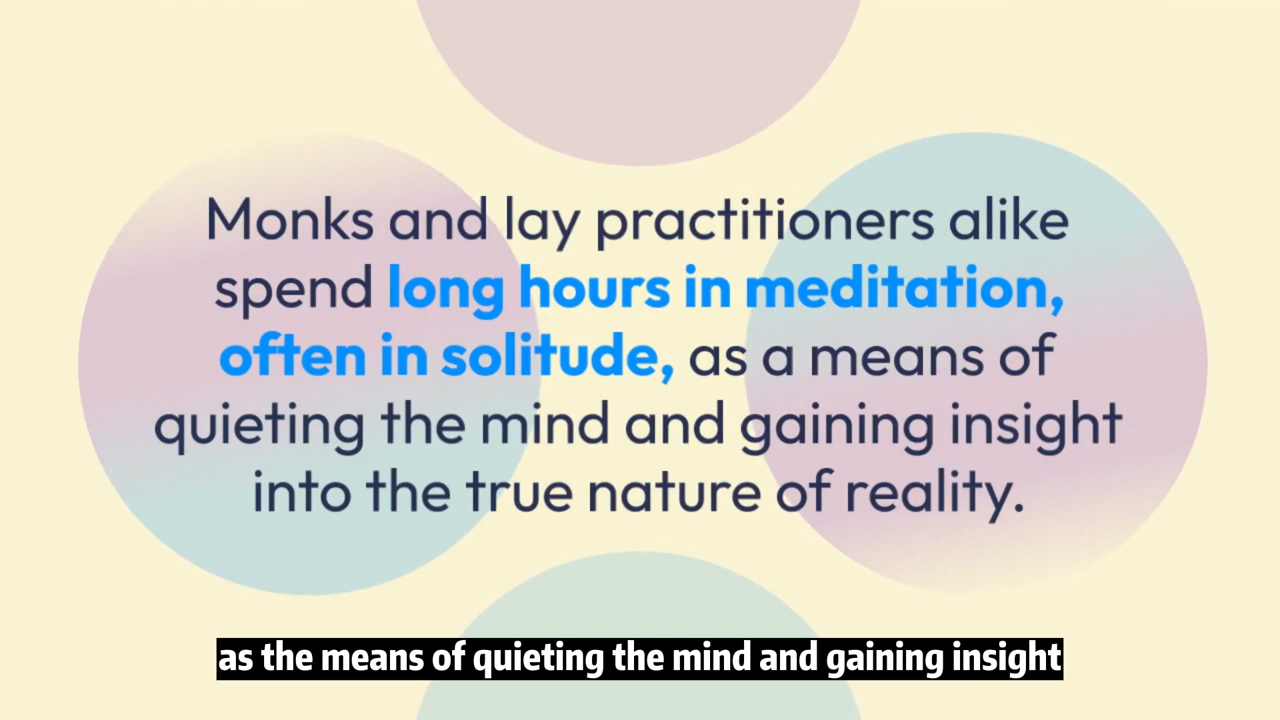 Monks and lay practitioners alike
spend long hours in meditation,
often in solitude, as a means of
quieting the mind and gaining insight
into the true nature of reality.
as the means of quieting the mind and gaining insight